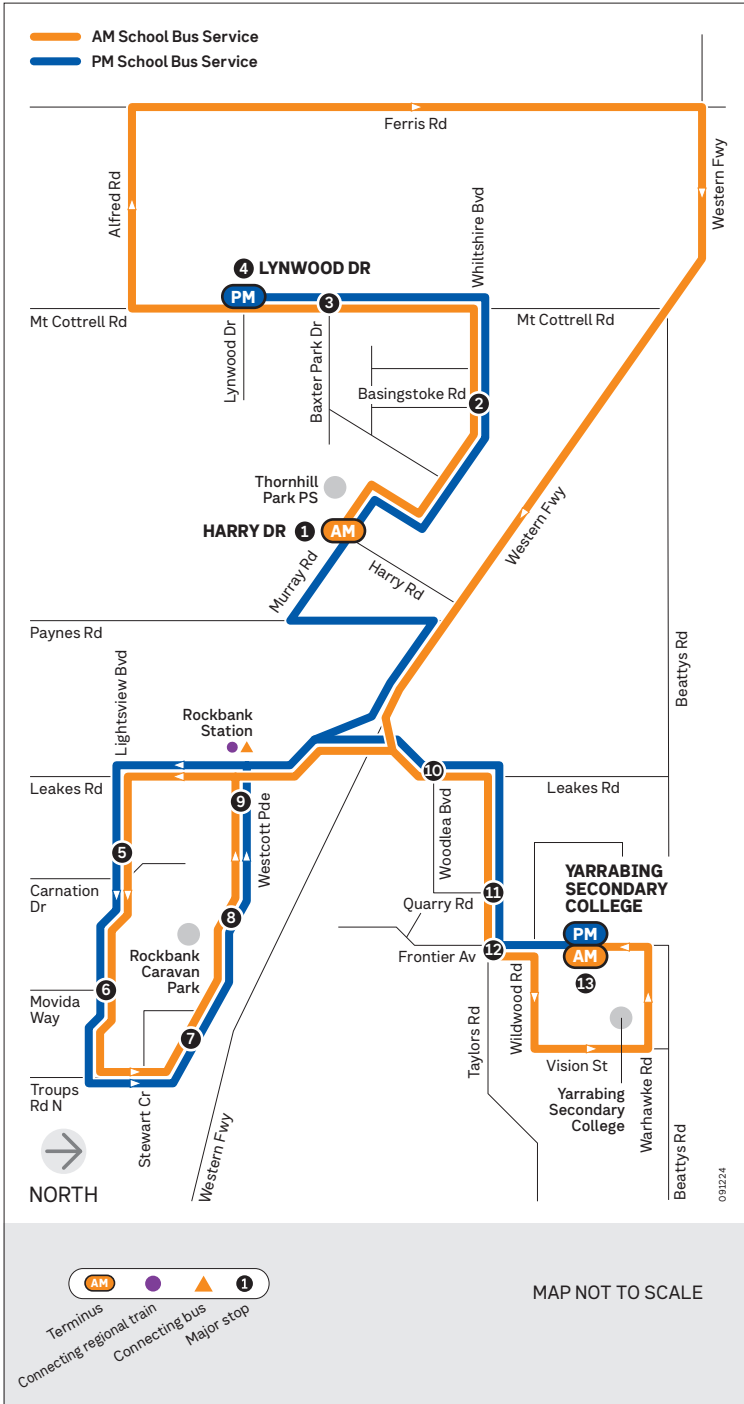 AM School Bus Service
PM School Bus Service
Ferris Rd
Alfred Rd
Western Fwy
Whiltshire Bvd
4 LYNWOOD DR
PM
3
Mt Cottrell Rd
Mt Cottrell Rd
Lynwood Dr
Baxter Park Dr
Basingstoke Rd
2
Thornhill
Park PS
HARRY DR 1 AM
Western Fwy
Murray Rd
Harry Rd
Paynes Rd
Beattys Rd
Lightsview Bvd
Rockbank
Station
Leakes Rd
10
Leakes Rd
9
Westcott Pde
Woodlea Bvd
5
YARRABING
SECONDARY
COLLEGE
Carnation
Dr
11
Quarry Rd
8
PM
AM
13
Rockbank
Caravan
Park
Frontier Av
12
6
Movida
Way
Wildwood Rd
7
Taylors Rd
Vision St
Troups
Rd N
Stewart Cr
Western Fwy
Yarrabing
Secondary
College
Warhawke Rd
Beattys Rd
NORTH
091224
AM
1
Terminus
Connecting regional train
Connecting bus
Major stop
MAP NOT TO SCALE